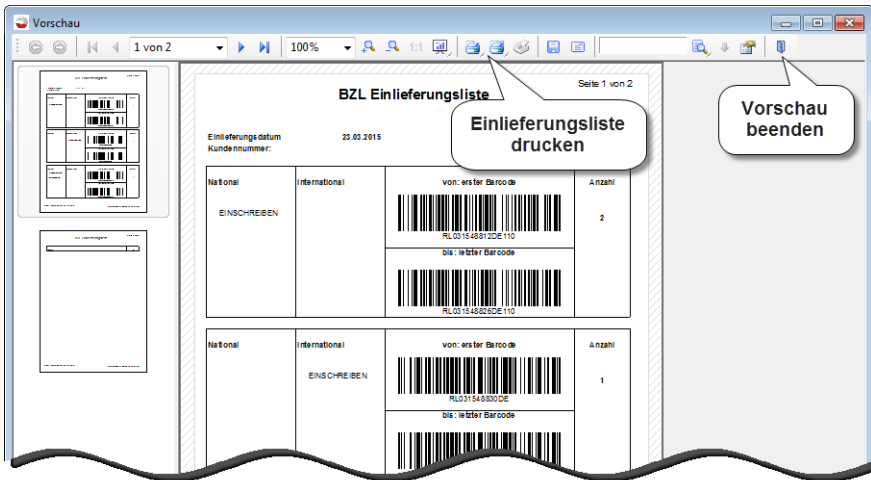 Vorschau
1 von 2
100%
1:1
Seite 1 von 2
BZL Einlieferungsliste
Einlieferungsliste
drucken
Vorschau
beenden
Einlieferungsdatum 23.03.2015
Kundennummer:
National International von: erster Barcode Anzahl
EINSCHREIBEN 2
RL031548812DE110
bis: letzter Barcode
RL031548826DE110
National International von: erster Barcode Anzahl
EINSCHREIBEN 1
RL031548830DE
bis: letzter Barcode